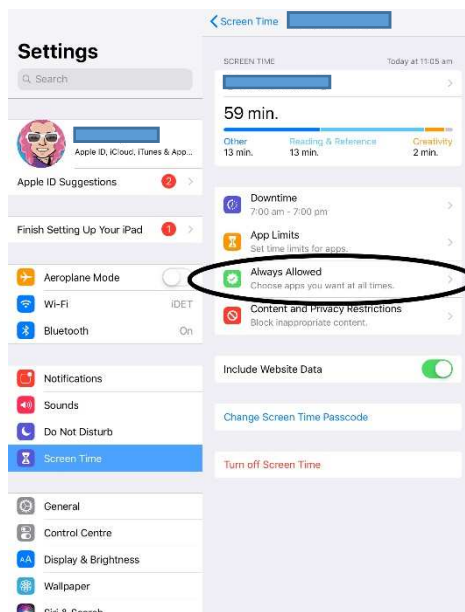 Settings
Search
Apple ID, iCloud, iTunes & App...
Apple ID Suggestions 2
Finish Setting Up Your iPad 1
Aeroplane Mode
Wi-Fi iDET
Bluetooth On
Notifications
Sounds
Do Not Disturb
Screen Time
General
Control Centre
AA Display & Brightness
Wallpaper
Siri & Search
Screen Time
SCREEN TIME Today at 11:05 am
59 min.
Other Reading & Reference Creativity
13 min. 13 min. 2 min.
Downtime
7:00 am - 7:00 pm
App Limits
Set time limits for apps.
Always Allowed
Choose apps you want at all times.
Content and Privacy Restrictions
Block inappropriate content.
Include Website Data
Change Screen Time Passcode
Turn off Screen Time